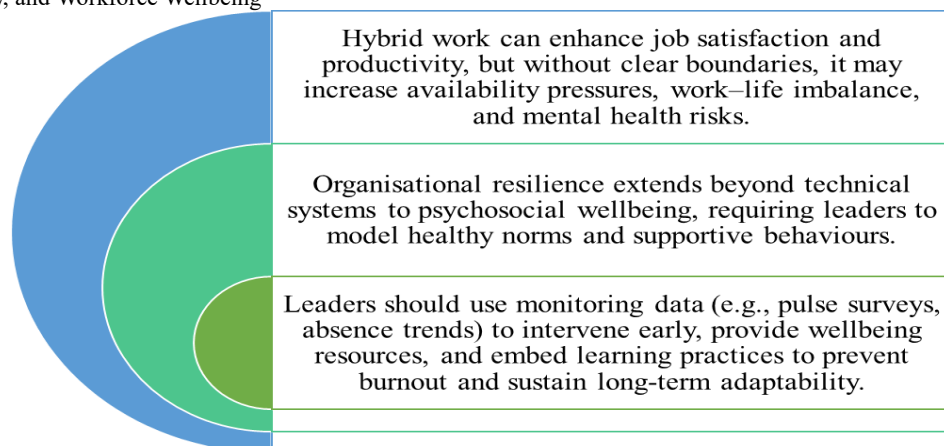 , and Workforce Wellbeing
Hybrid work can enhance job satisfaction and
productivity, but without clear boundaries, it may
increase availability pressures, work–life imbalance,
and mental health risks.
Organisational resilience extends beyond technical
systems to psychosocial wellbeing, requiring leaders to
model healthy norms and supportive behaviours.
Leaders should use monitoring data (e.g., pulse surveys,
absence trends) to intervene early, provide wellbeing
resources, and embed learning practices to prevent
burnout and sustain long-term adaptability.